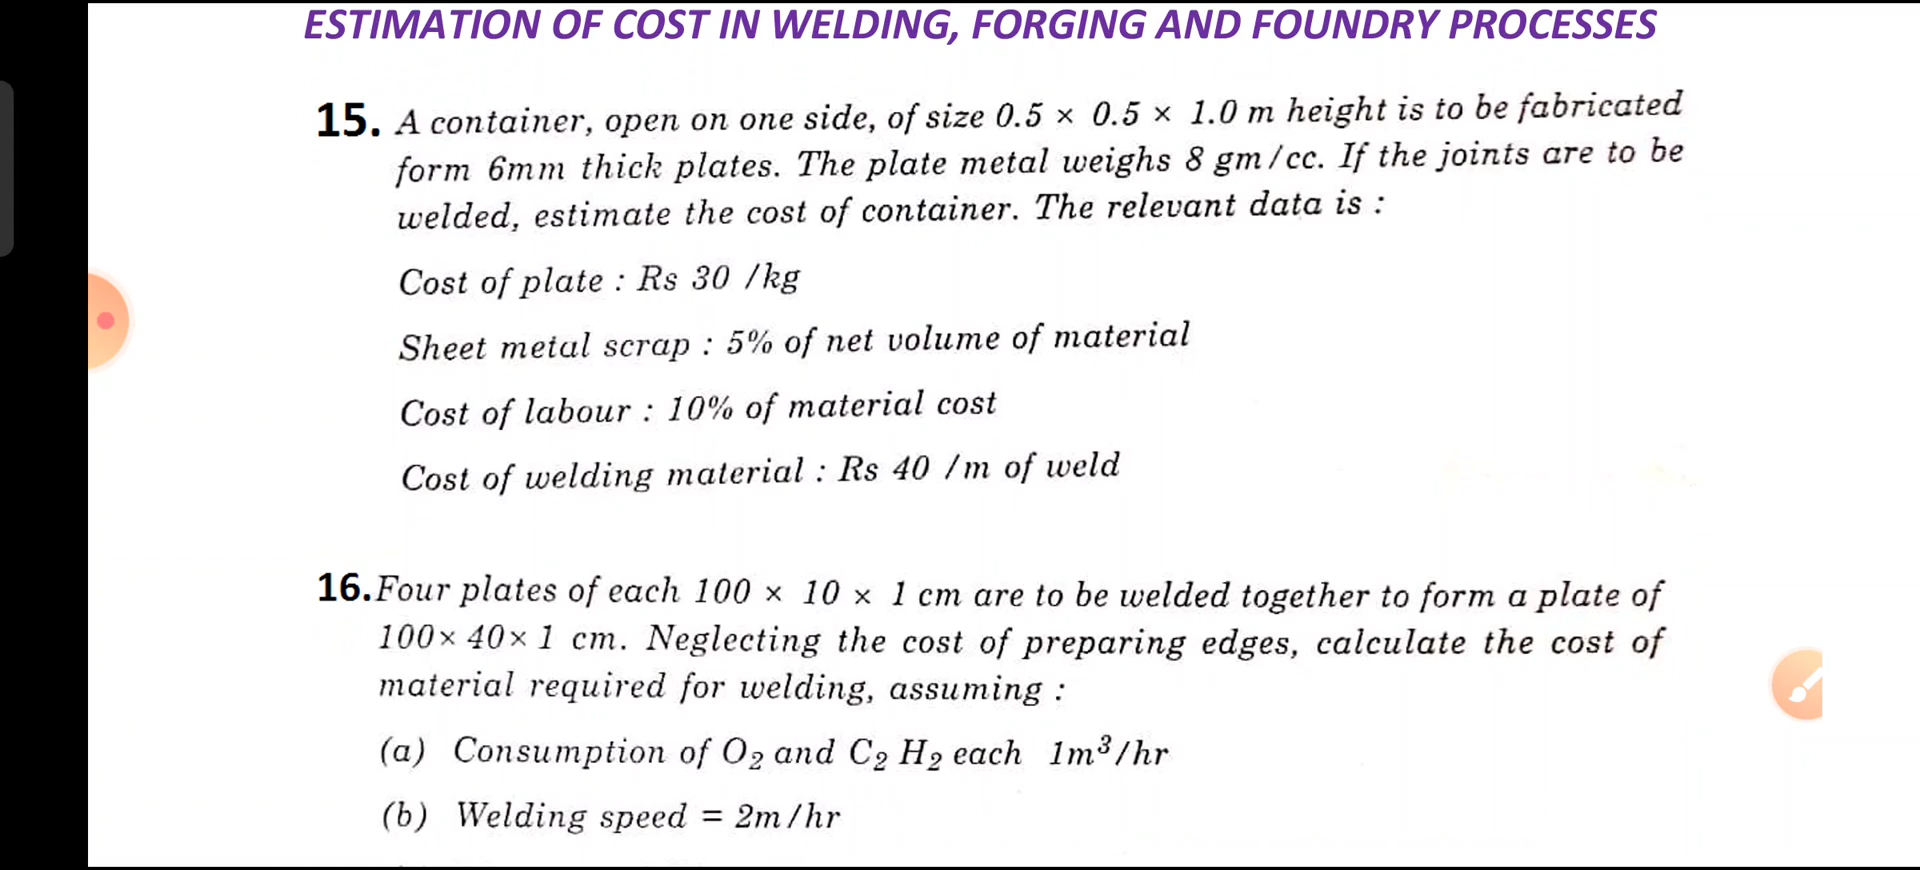 ESTIMATION OF COST IN WELDING, FORGING AND FOUNDRY PROCESSES
15. A container, open on one side, of size 0.5 × 0.5 × 1.0 m height is to be fabricated
form 6mm thick plates. The plate metal weighs 8 gm/cc. If the joints are to be
welded, estimate the cost of container. The relevant data is :
Cost of plate : Rs 30 /kg
Sheet metal scrap : 5% of net volume of material
Cost of labour : 10% of material cost
Cost of welding material : Rs 40 /m of weld
16. Four plates of each 100 × 10 × 1 cm are to be welded together to form a plate of
100× 40× 1 cm. Neglecting the cost of preparing edges, calculate the cost of
material required for welding, assuming :
(a) Consumption of O₂ and C₂ H₂ each 1m³/hr
(b) Welding speed = 2m/hr